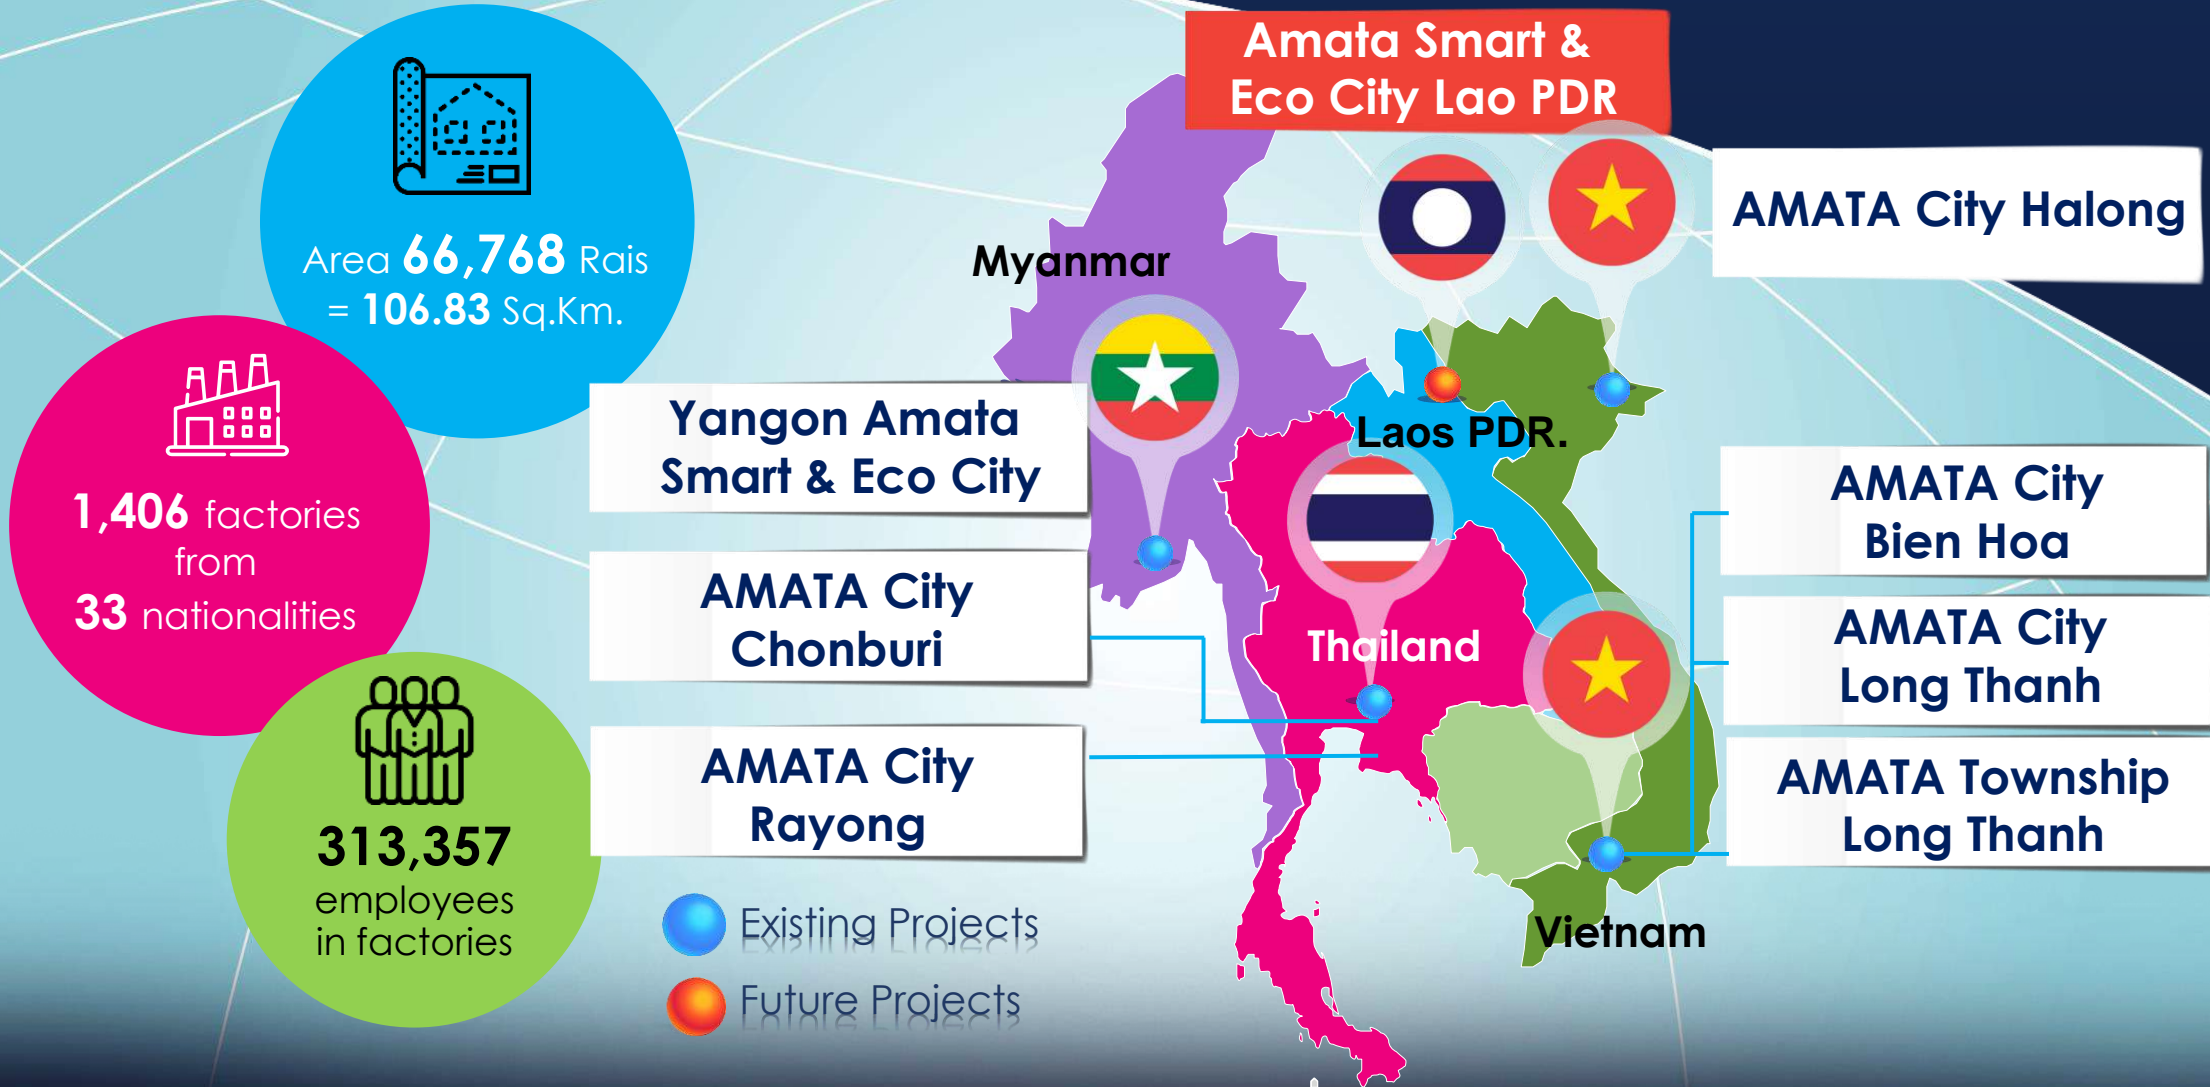 Area 66,768 Rais
= 106.83 Sq.Km.
1,406 factories
from
33 nationalities
313,357
employees
in factories
Amata Smart &
Eco City Lao PDR
AMATA City Halong
Myanmar
Yangon Amata
Smart & Eco City
Laos PDR.
AMATA City
Chonburi
Thailand
AMATA City
Rayong
AMATA City
Bien Hoa
AMATA City
Long Thanh
AMATA Township
Long Thanh
Vietnam
Existing Projects
Future Projects